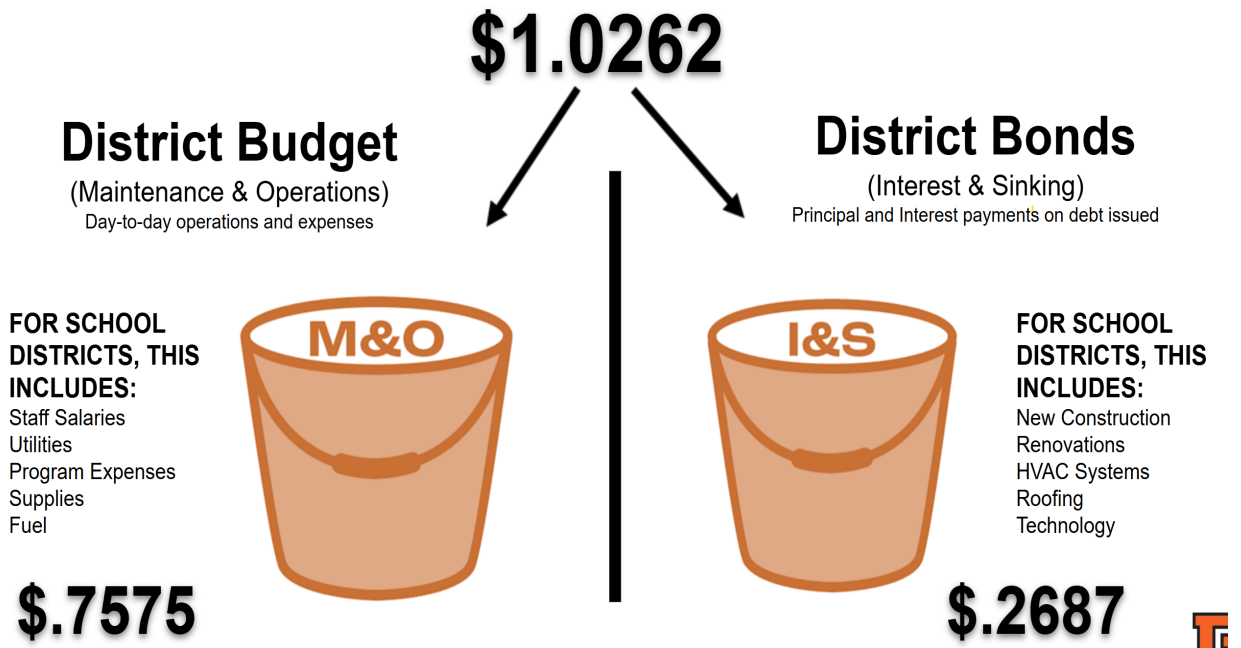 $1.0262
District Budget
(Maintenance & Operations)
Day-to-day operations and expenses
District Bonds
(Interest & Sinking)
Principal and Interest payments on debt issued
FOR SCHOOL
DISTRICTS, THIS
INCLUDES:
Staff Salaries
Utilities
Program Expenses
Supplies
Fuel
$.7575
M&O
I&S
FOR SCHOOL
DISTRICTS, THIS
INCLUDES:
New Construction
Renovations
HVAC Systems
Roofing
Technology
$.2687